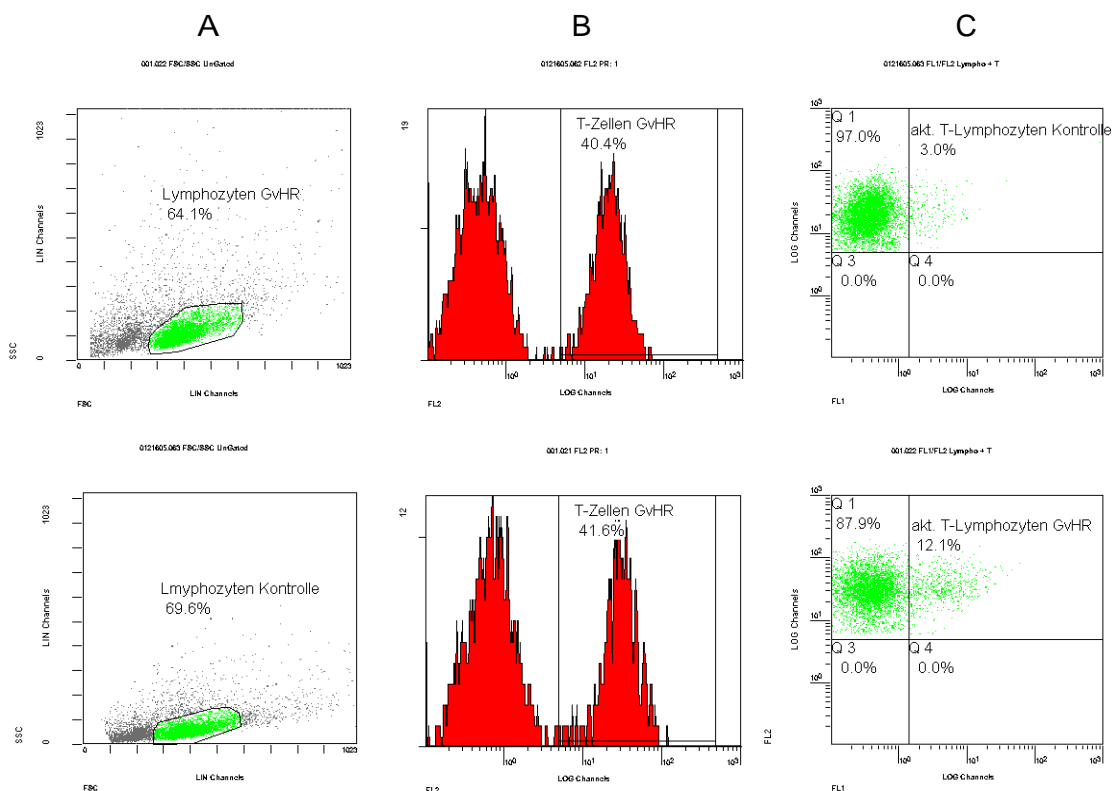 A
B
C
001.022 FSC/SSC UnGated
1023
LIN Channels
0
SSC
Lymphozyten GvHR
64.1%
0
1023
LIN Channels
FSC
0121605.062 FL2 PR: 1
19
T-Zellen GvHR
40.4%
10⁰
10¹
10²
10³
LOG Channels
FL2
0121605.063 FL1/FL2 Lympho + T
10³
10²
10¹
10⁰
LOG Channels
Q 1
97.0%
akt. T-Lymphozyten Kontrolle
3.0%
Q 3
0.0%
Q 4
0.0%
10⁰
10¹
10²
10³
LOG Channels
FL1
0121605.063 FSC/SSC UnGated
1023
LIN Channels
0
SSC
Lmyphozyten Kontrolle
69.6%
0
1023
LIN Channels
FSC
001.021 FL2 PR: 1
12
T-Zellen GvHR
41.6%
10⁰
10¹
10²
10³
LOG Channels
FL2
001.022 FL1/FL2 Lympho + T
10³
10²
10¹
10⁰
LOG Channels
FL2
Q 1
87.9%
akt. T-Lymphozyten GvHR
12.1%
Q 3
0.0%
Q 4
0.0%
10⁰
10¹
10²
10³
LOG Channels
FL1